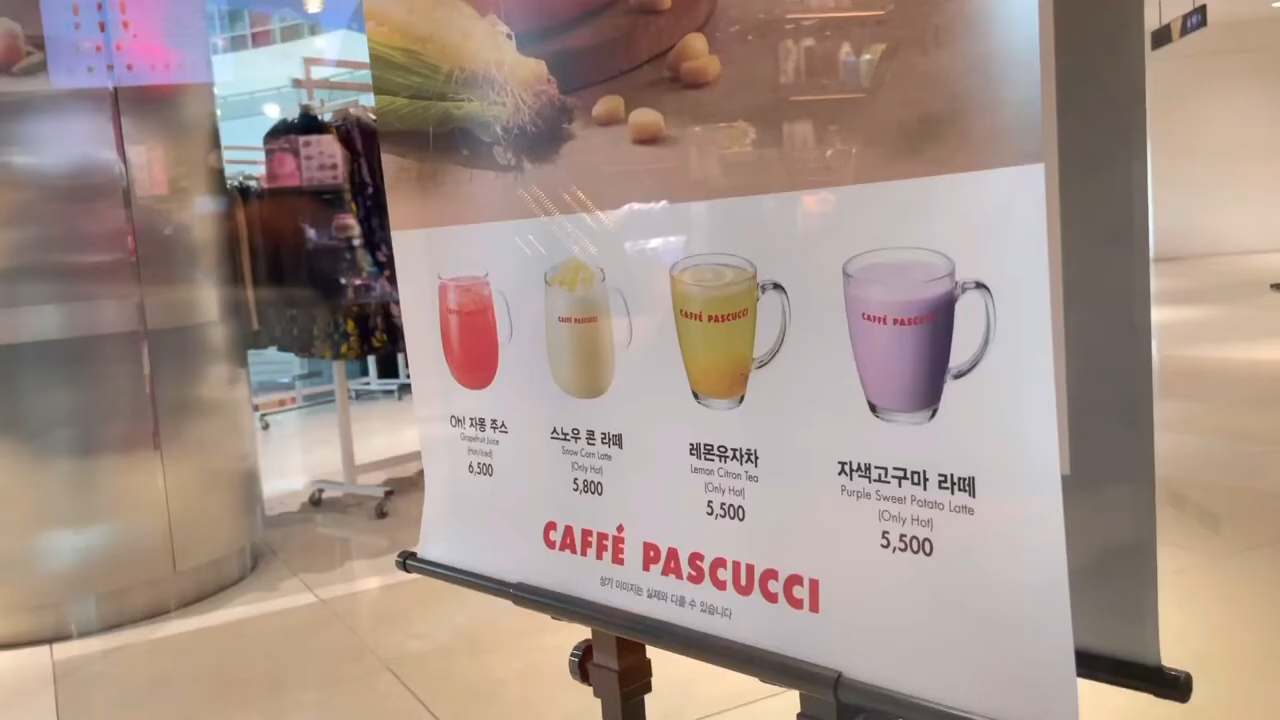 CAFFÉ PASCUCCI
CAFFÉ PASCUCCI
CAFFÉ PASCUCCI
Oh! 자몽 주스
Grapefruit Juice
(Hot/Iced)
6,500
스노우 콘 라떼
Snow Corn Latte
(Only Hot)
5,800
레몬유자차
Lemon Citron Tea
(Only Hot)
5,500
자색고구마 라떼
Purple Sweet Potato Latte
(Only Hot)
5,500
CAFFÉ PASCUCCI
상기 이미지는 실제와 다를 수 있습니다